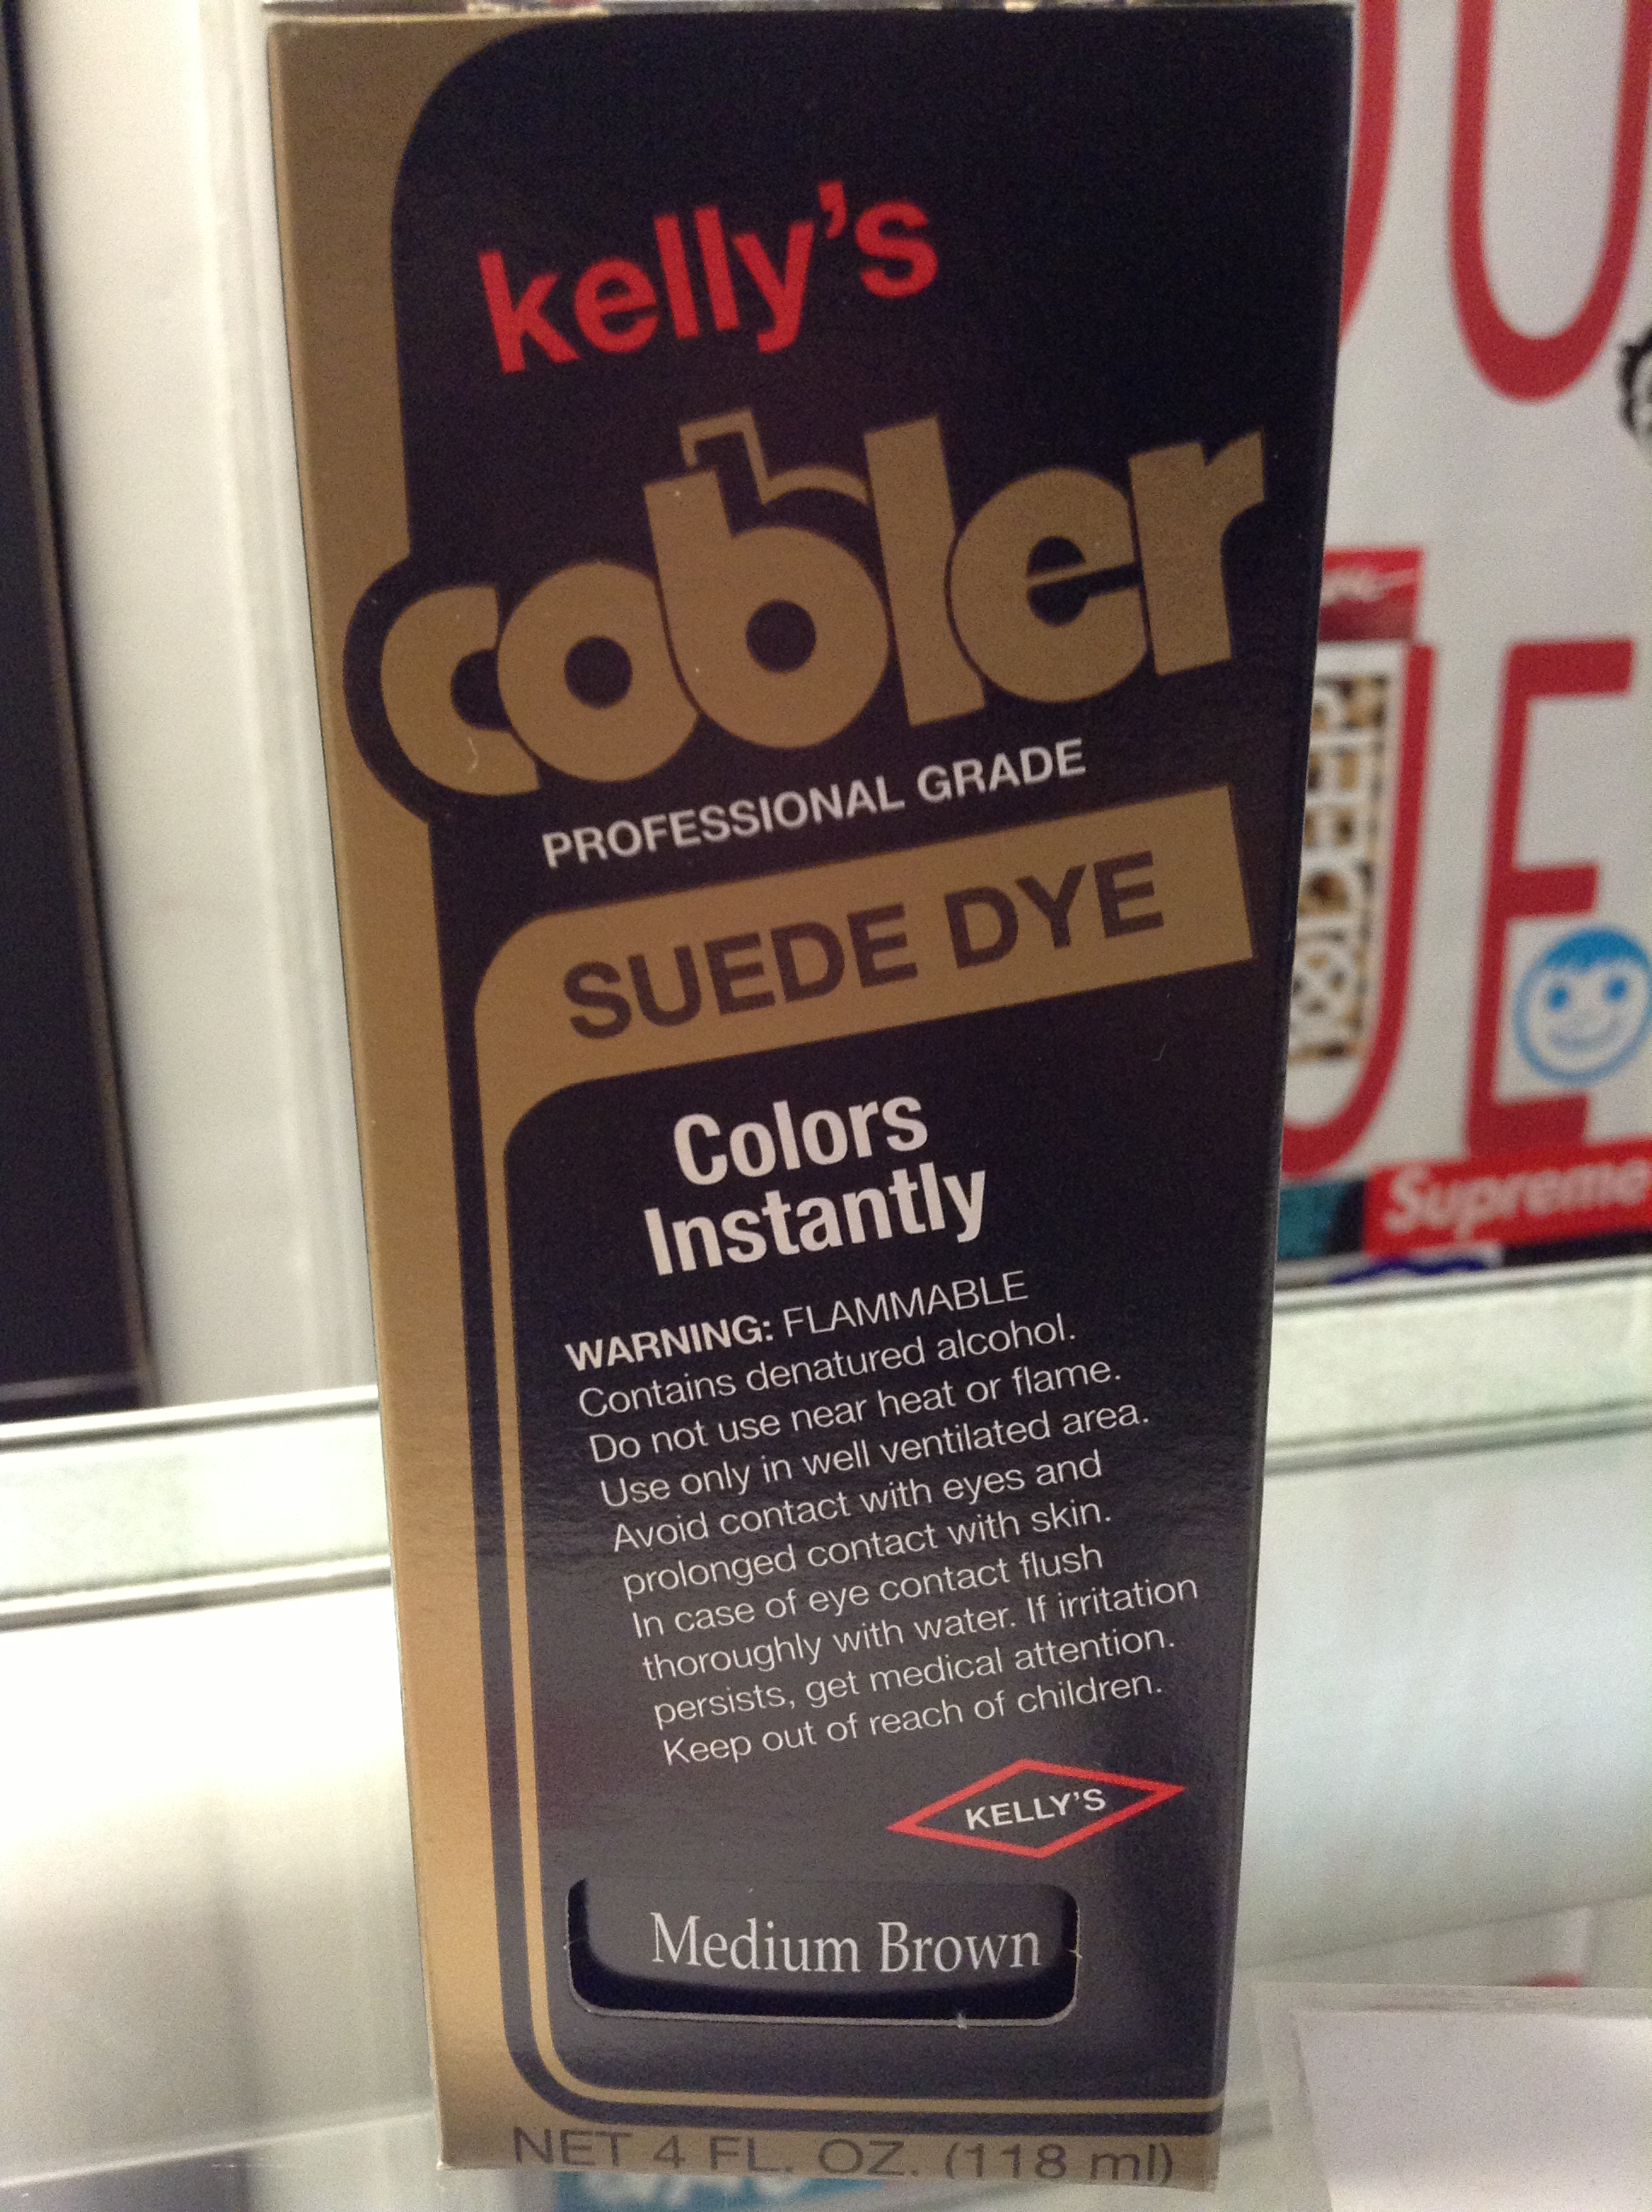 kelly's
cobler
PROFESSIONAL GRADE
SUEDE DYE
Colors
Instantly
WARNING: FLAMMABLE
Contains denatured alcohol.
Do not use near heat or flame.
Use only in well ventilated area.
Avoid contact with eyes and
prolonged contact with skin.
In case of eye contact flush
thoroughly with water. If irritation
persists, get medical attention.
Keep out of reach of children.
KELLY'S
Medium Brown
NET 4 FL. OZ. (118 ml)
Supreme